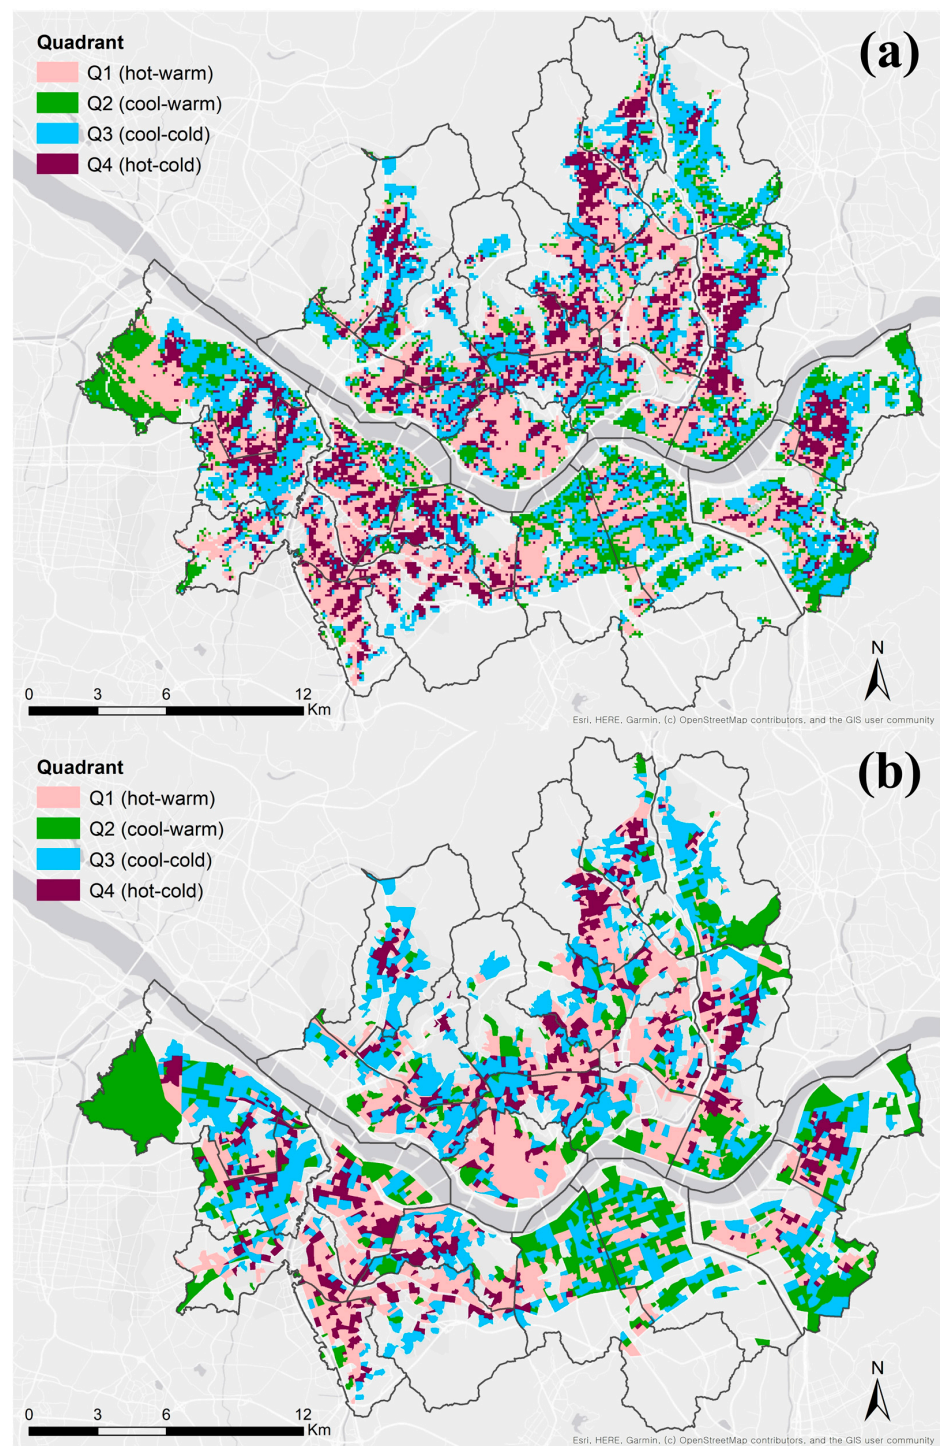 Quadrant
(a)
Q1 (hot-warm)
Q2 (cool-warm)
Q3 (cool-cold)
Q4 (hot-cold)
N
0 3 6 12
Km
Esri, HERE, Garmin, (c) OpenStreetMap contributors, and the GIS user community
Quadrant
(b)
Q1 (hot-warm)
Q2 (cool-warm)
Q3 (cool-cold)
Q4 (hot-cold)
N
0 3 6 12
Km
Esri, HERE, Garmin, (c) OpenStreetMap contributors, and the GIS user community